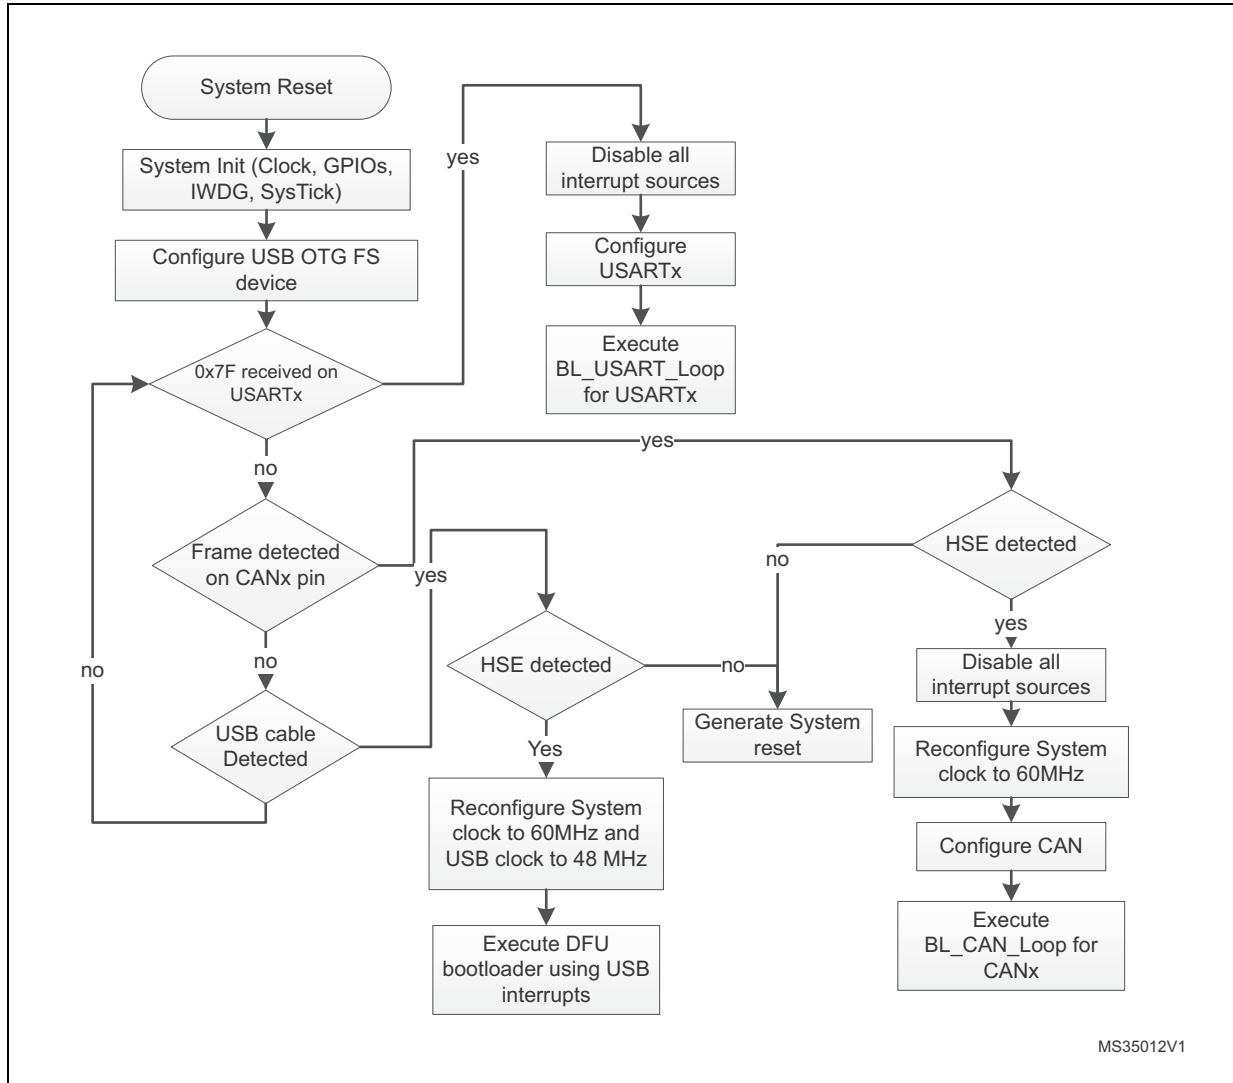 System Reset
System Init (Clock, GPIOs,
IWDG, SysTick)
Configure USB OTG FS
device
0x7F received on
USARTx
yes
Disable all
interrupt sources
Configure
USARTx
Execute
BL_USART_Loop
for USARTx
no
Frame detected
on CANx pin
yes
HSE detected
no
yes
Disable all
interrupt sources
Reconfigure System
clock to 60MHz
Configure CAN
Execute
BL_CAN_Loop for
CANx
no
USB cable
Detected
no
yes
HSE detected
no
Generate System
reset
Yes
Reconfigure System
clock to 60MHz and
USB clock to 48 MHz
Execute DFU
bootloader using USB
interrupts
MS35012V1